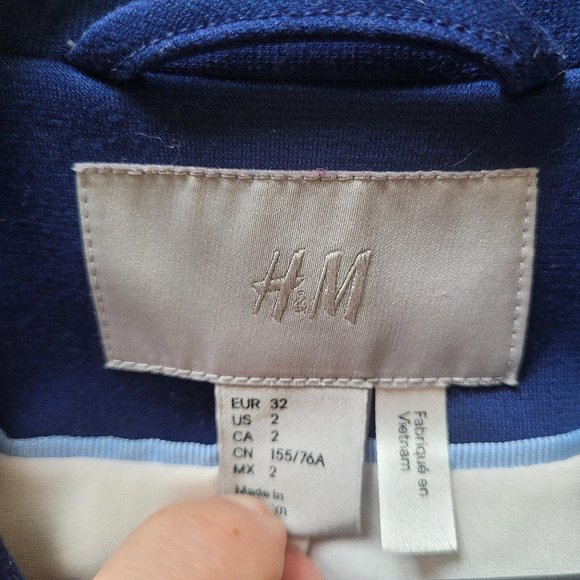 H&M
EUR 32
US 2
CA 2
CN 155/76A
MX 2
Made in
Fabriqué en
Vietnam